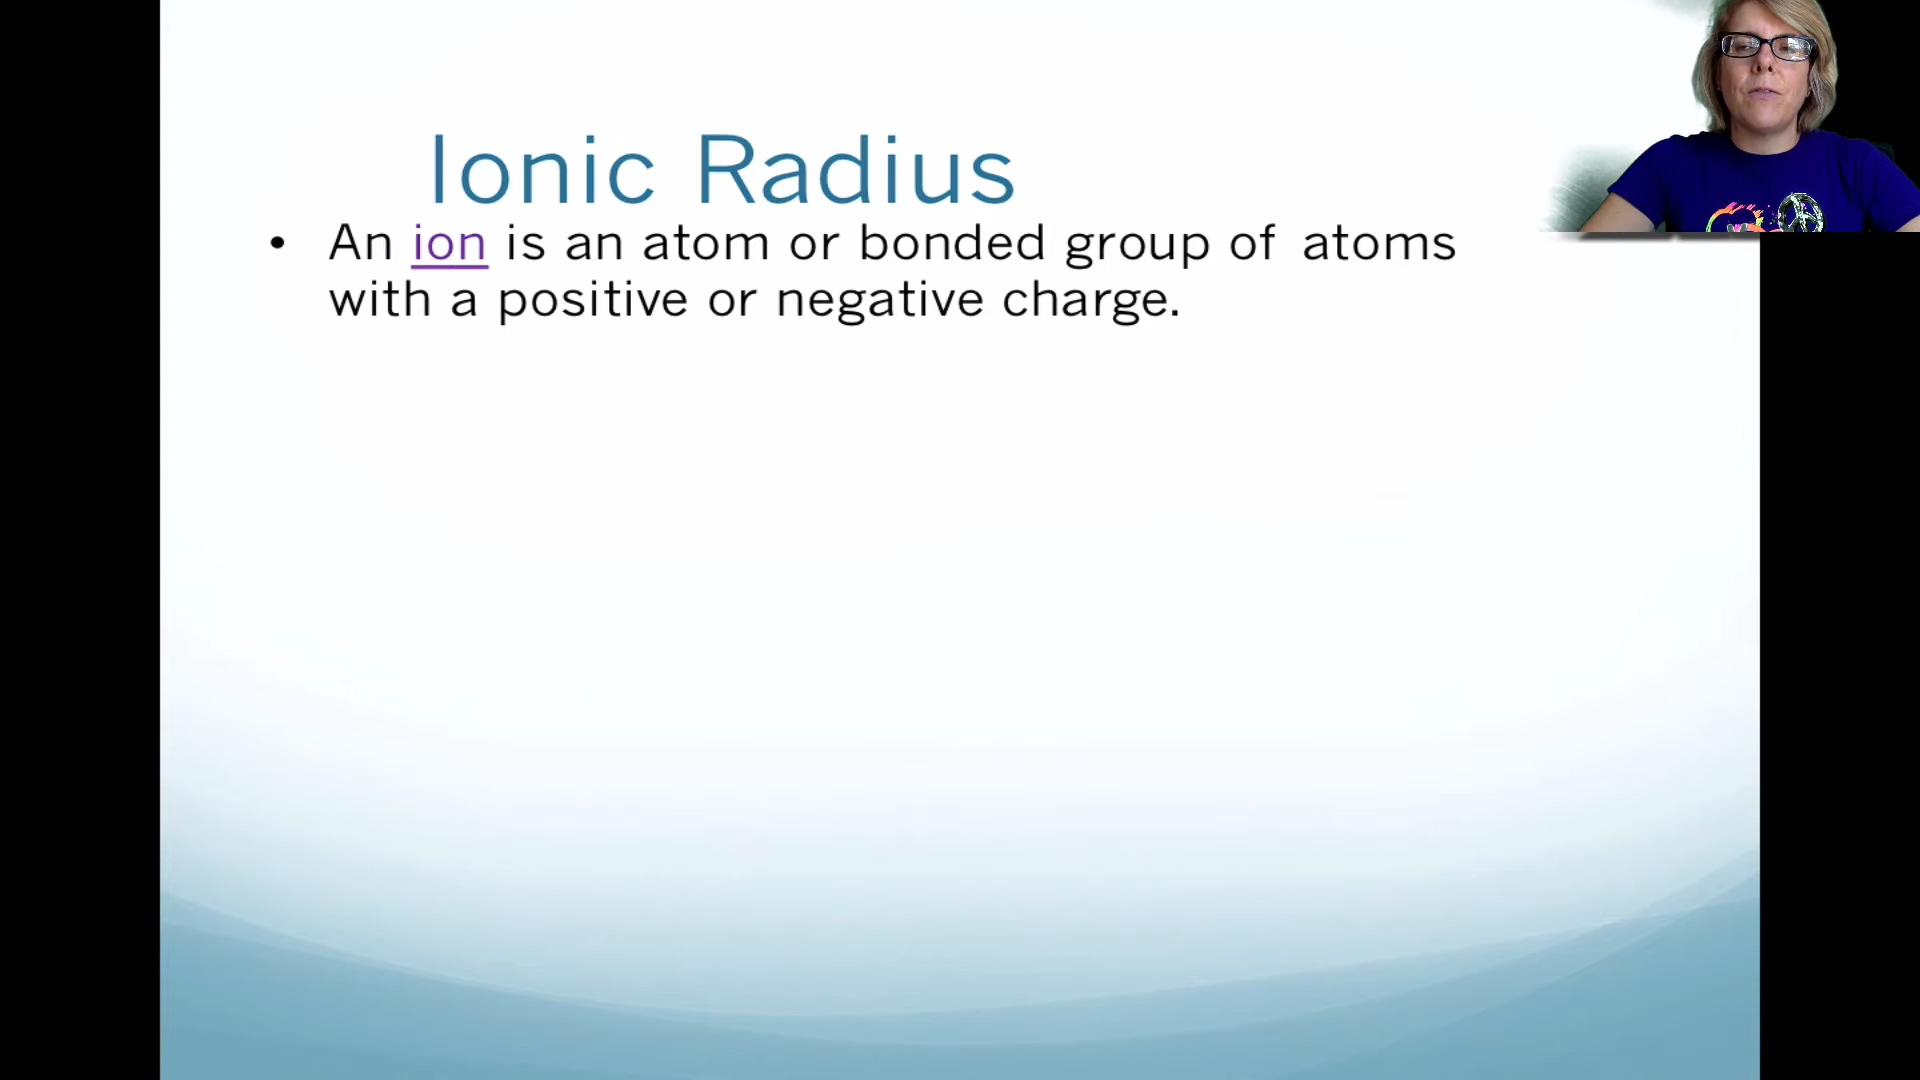 Ionic Radius
• An ion is an atom or bonded group of atoms
with a positive or negative charge.